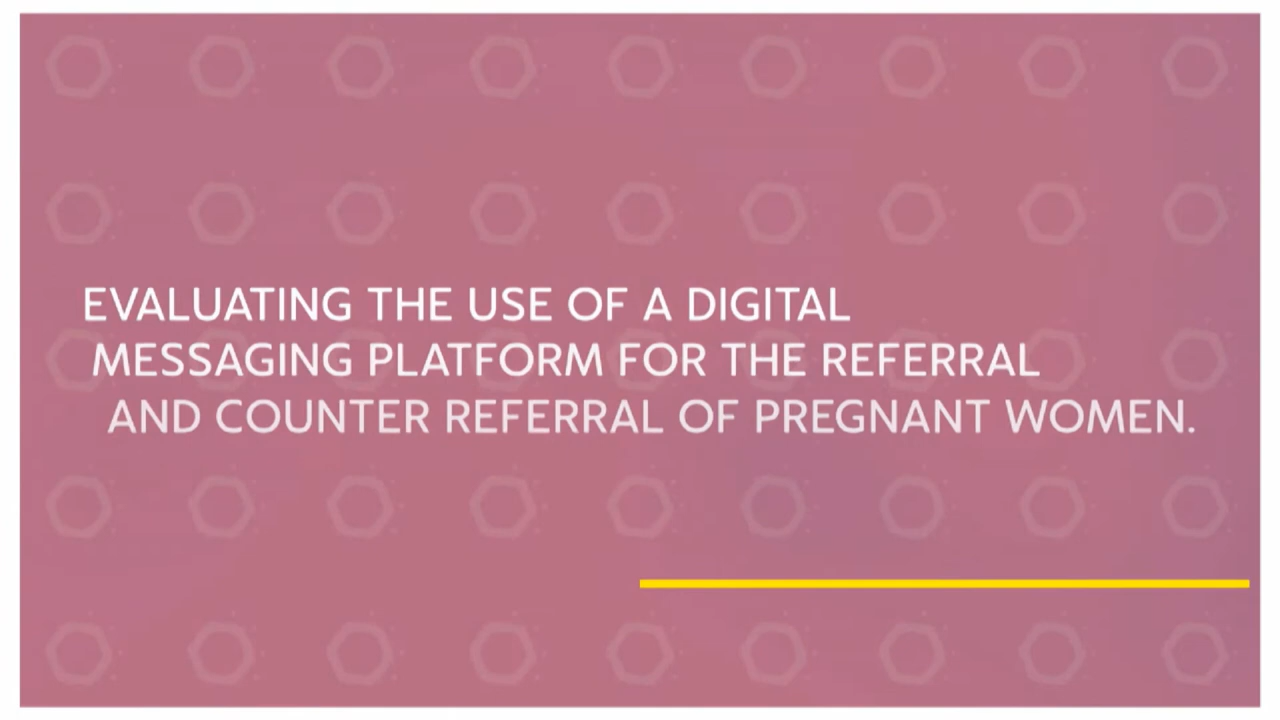 EVALUATING THE USE OF A DIGITAL
MESSAGING PLATFORM FOR THE REFERRAL
AND COUNTER REFERRAL OF PREGNANT WOMEN.